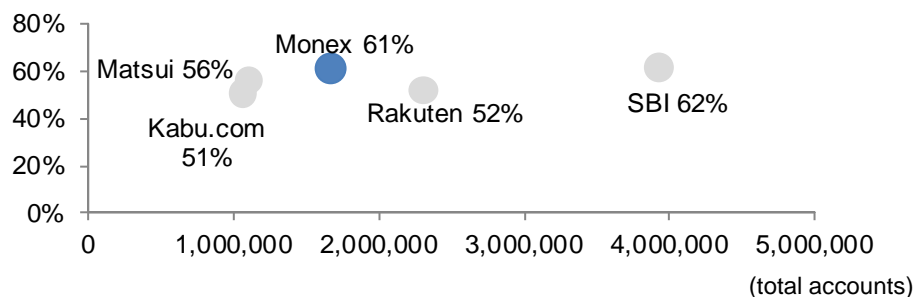 80%
Monex 61%
Matsui 56%
60%
SBI 62%
Rakuten 52%
40%
Kabu.com
51%
20%
0%
0 1,000,000 2,000,000 3,000,000 4,000,000 5,000,000
(total accounts)